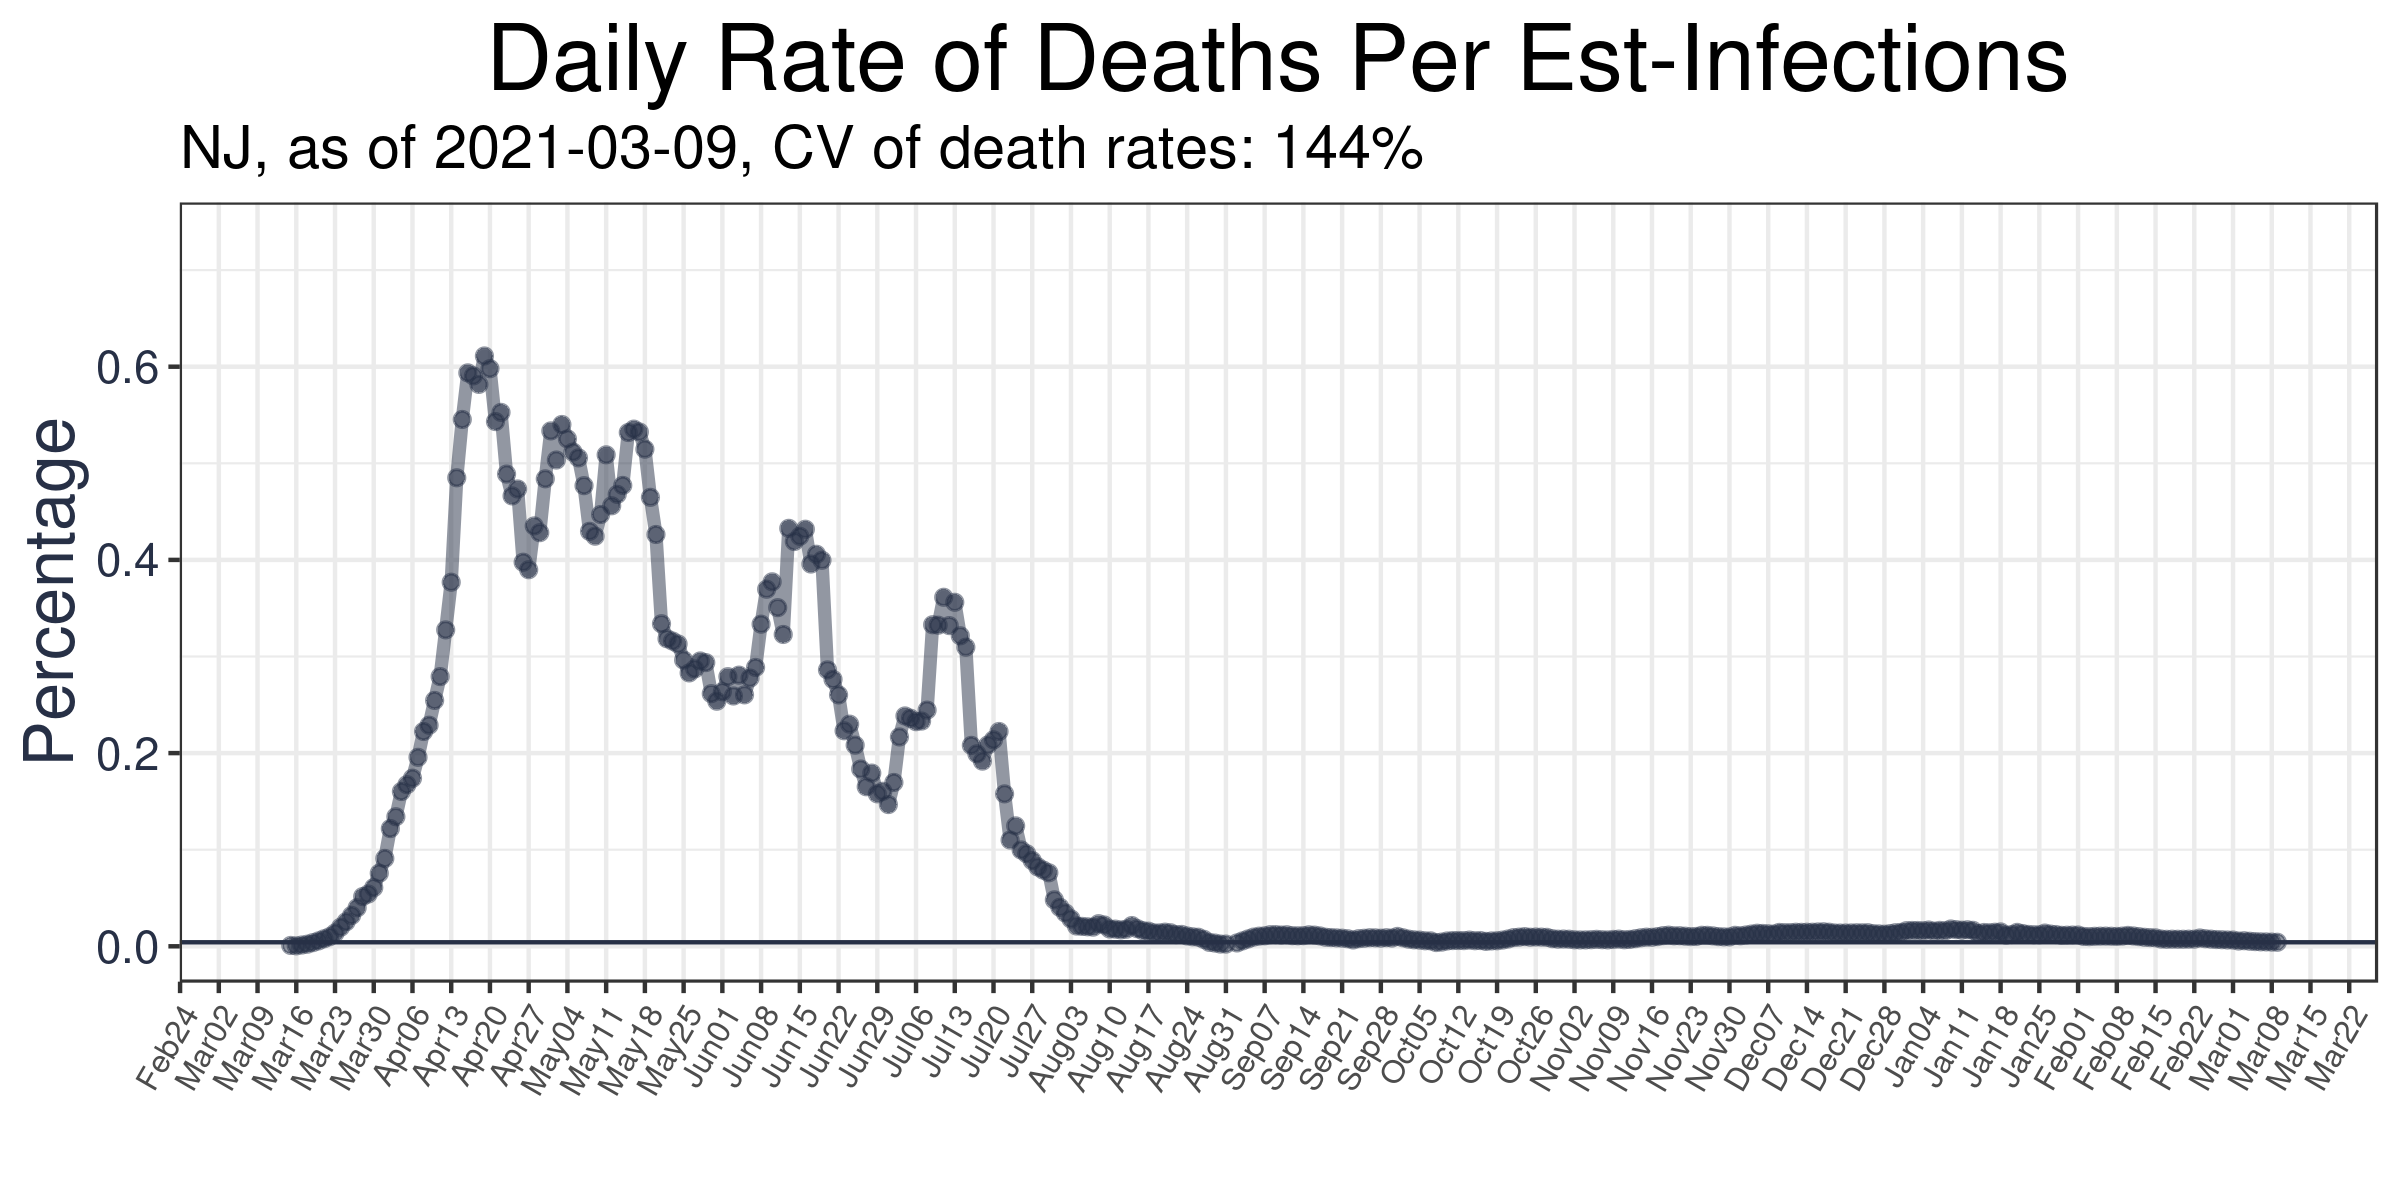 Daily Rate of Deaths Per Est-Infections
NJ, as of 2021-03-09, CV of death rates: 144%
Percentage
0.6
0.4
0.2
0.0
Feb24
Mar02
Mar09
Mar16
Mar23
Mar30
Apr06
Apr13
Apr20
Apr27
May04
May11
May18
May25
Jun01
Jun08
Jun15
Jun22
Jun29
Jul06
Jul13
Jul20
Jul27
Aug03
Aug10
Aug17
Aug24
Aug31
Sep07
Sep14
Sep21
Sep28
Oct05
Oct12
Oct19
Oct26
Nov02
Nov09
Nov16
Nov23
Nov30
Dec07
Dec14
Dec21
Dec28
Jan04
Jan11
Jan18
Jan25
Feb01
Feb08
Feb15
Feb22
Mar01
Mar08
Mar15
Mar22